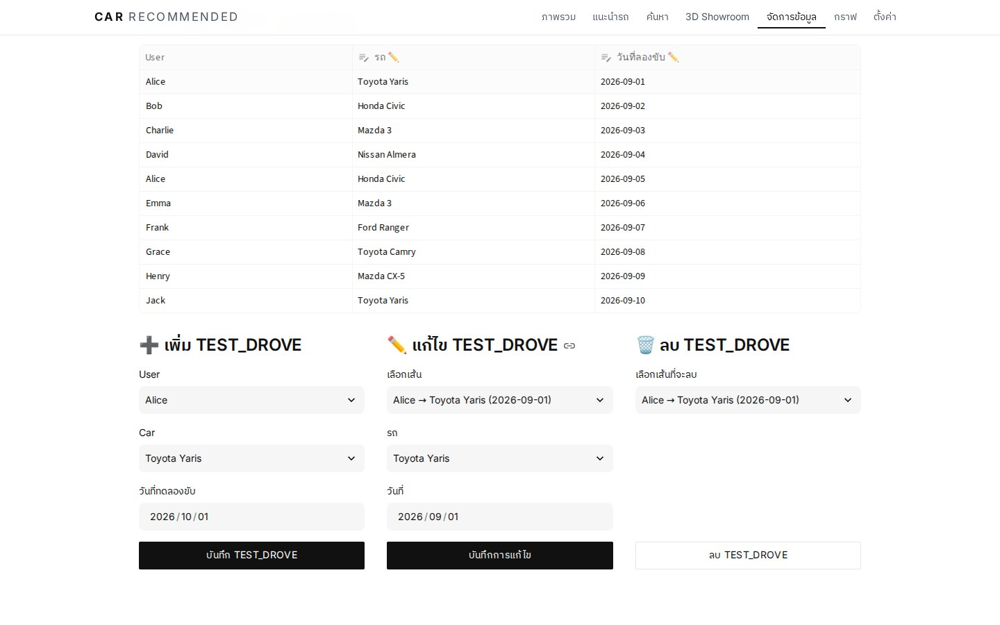 CAR RECOMMENDED ภาพรวม แนะนำรถ ค้นหา 3D Showroom จัดการข้อมูล กราฟ ตั้งค่า
User รถ ✏️ วันที่ลองขับ ✏️
Alice Toyota Yaris 2026-09-01
Bob Honda Civic 2026-09-02
Charlie Mazda 3 2026-09-03
David Nissan Almera 2026-09-04
Alice Honda Civic 2026-09-05
Emma Mazda 3 2026-09-06
Frank Ford Ranger 2026-09-07
Grace Toyota Camry 2026-09-08
Henry Mazda CX-5 2026-09-09
Jack Toyota Yaris 2026-09-10
➕ เพิ่ม TEST_DROVE
User
Alice
Car
Toyota Yaris
วันที่ทดลองขับ
2026/10/01
บันทึก TEST_DROVE
✏️ แก้ไข TEST_DROVE
เลือกเส้น
Alice → Toyota Yaris (2026-09-01)
รถ
Toyota Yaris
วันที่
2026/09/01
บันทึกการแก้ไข
🗑️ ลบ TEST_DROVE
เลือกเส้นที่จะลบ
Alice → Toyota Yaris (2026-09-01)
ลบ TEST_DROVE